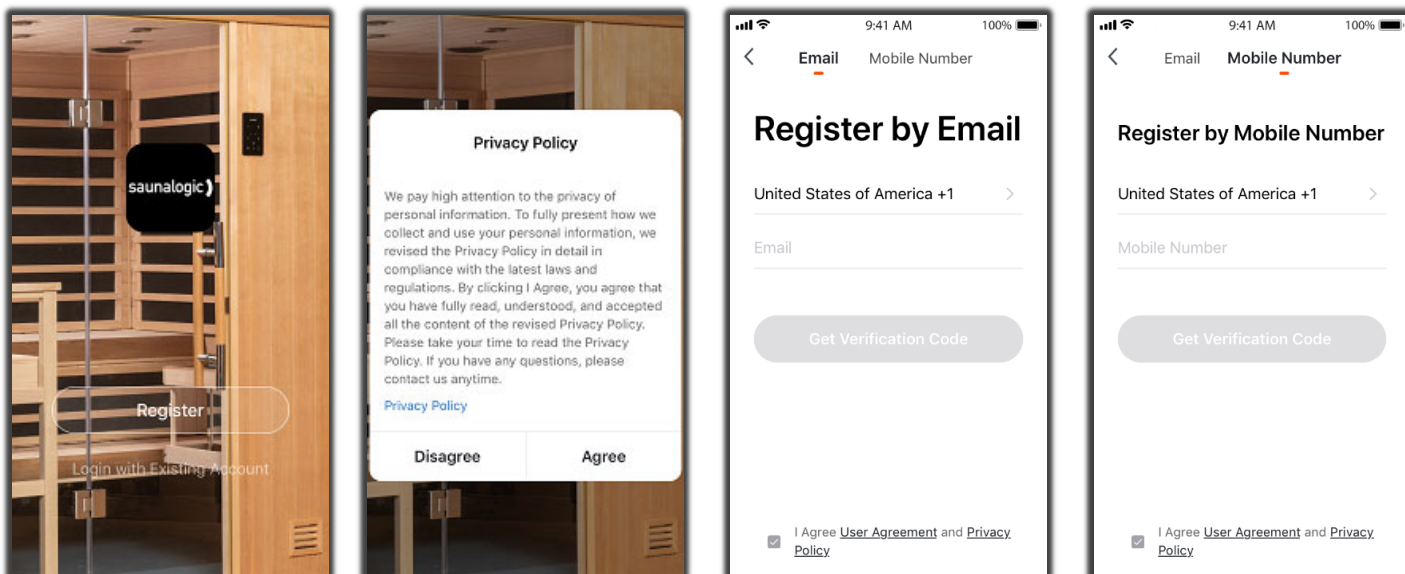 saunalogic
Register
Login with Existing Account
Privacy Policy
We pay high attention to the privacy of
personal information. To fully present how we
collect and use your personal information, we
revised the Privacy Policy in detail in
compliance with the latest laws and
regulations. By clicking I Agree, you agree that
you have fully read, understood, and accepted
all the content of the revised Privacy Policy.
Please take your time to read the Privacy
Policy. If you have any questions, please
contact us anytime.
Privacy Policy
Disagree Agree
9:41 AM 100%
Email Mobile Number
Register by Email
United States of America +1
Email
Get Verification Code
I Agree User Agreement and Privacy
Policy
9:41 AM 100%
Email Mobile Number
Register by Mobile Number
United States of America +1
Mobile Number
Get Verification Code
I Agree User Agreement and Privacy
Policy